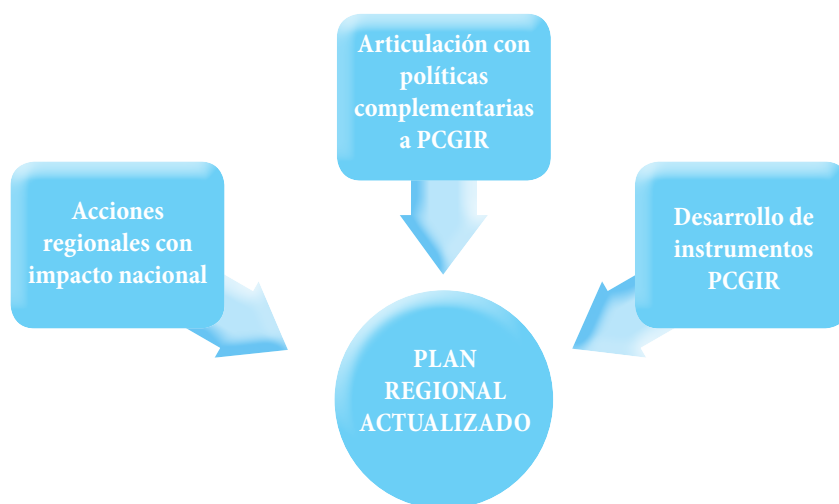 Articulación con
políticas
complementarias
a PCGIR
Acciones
regionales con
impacto nacional
Desarrollo de
instrumentos
PCGIR
PLAN
REGIONAL
ACTUALIZADO